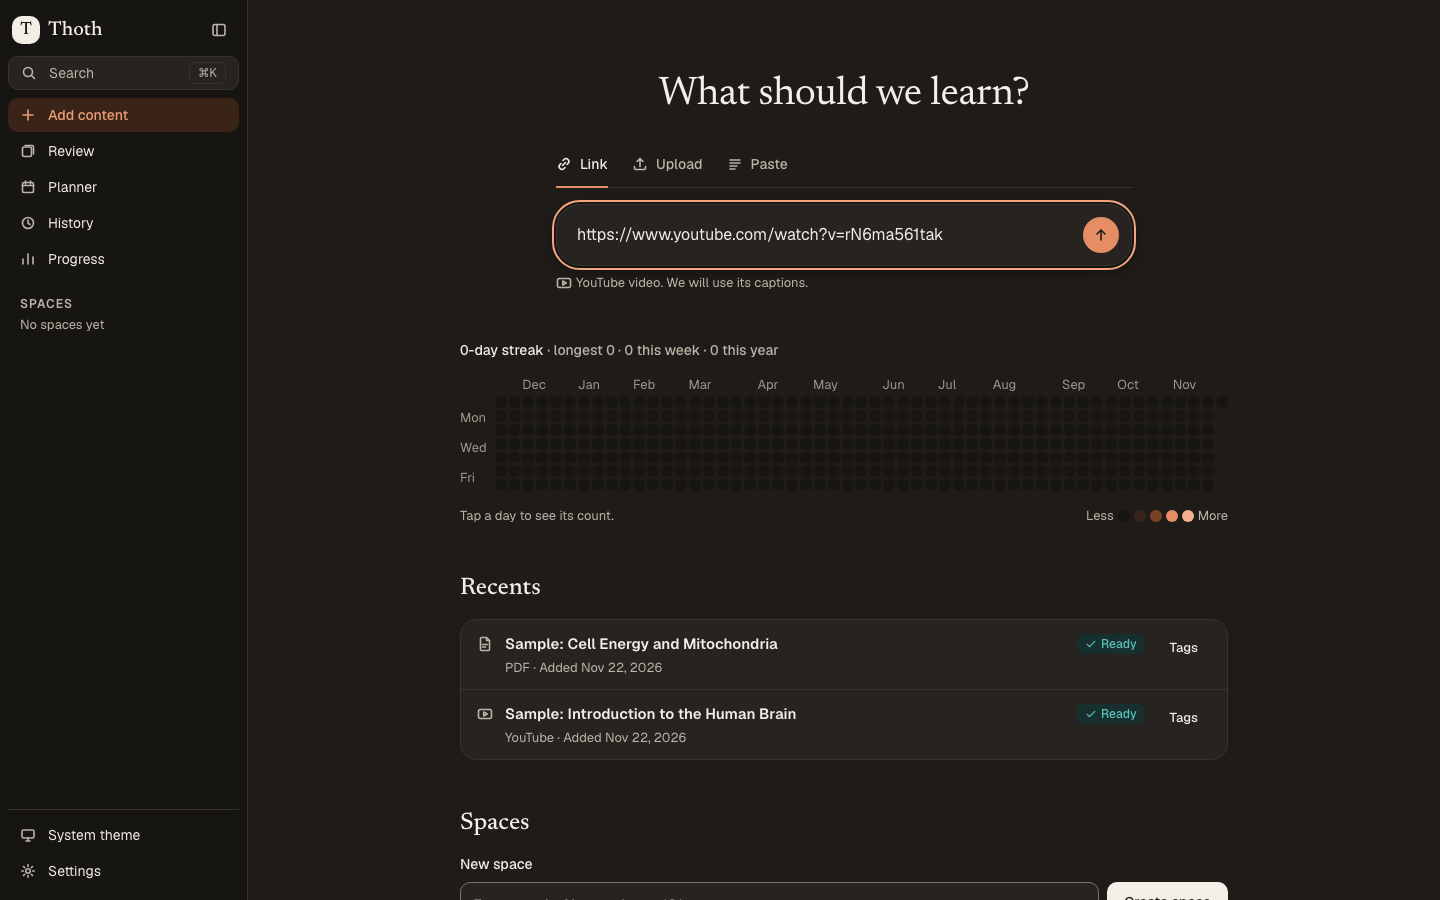 T Thoth
Search ⌘K
Add content
Review
Planner
History
Progress
SPACES
No spaces yet
System theme
Settings
What should we learn?
Link Upload Paste
https://www.youtube.com/watch?v=rN6ma561tak
YouTube video. We will use its captions.
0-day streak · longest 0 · 0 this week · 0 this year
Dec Jan Feb Mar Apr May Jun Jul Aug Sep Oct Nov
Mon
Wed
Fri
Tap a day to see its count.
Less More
Recents
Sample: Cell Energy and Mitochondria
Ready Tags
PDF · Added Nov 22, 2026
Sample: Introduction to the Human Brain
Ready Tags
YouTube · Added Nov 22, 2026
Spaces
New space